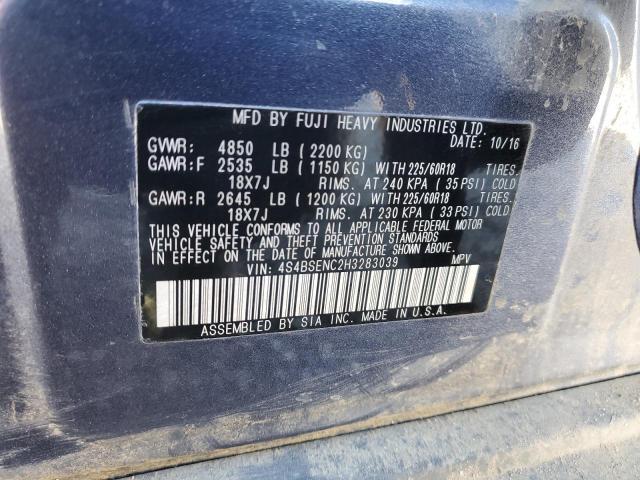 MFD BY FUJI HEAVY INDUSTRIES LTD.
DATE: 10/16
GVWR: 4850 LB (2200 KG)
GAWR:F 2535 LB (1150 KG) WITH 225/60R18 TIRES.
18X7J RIMS. AT 240 KPA (35 PSI) COLD
GAWR:R 2645 LB (1200 KG) WITH 225/60R18 TIRES.
18X7J RIMS. AT 230 KPA (33 PSI) COLD
THIS VEHICLE CONFORMS TO ALL APPLICABLE FEDERAL MOTOR
VEHICLE SAFETY AND THEFT PREVENTION STANDARDS
IN EFFECT ON THE DATE OF MANUFACTURE SHOWN ABOVE.
VIN: 4S4BSENC2H3283039 MPV
ASSEMBLED BY SIA INC. MADE IN U.S.A.